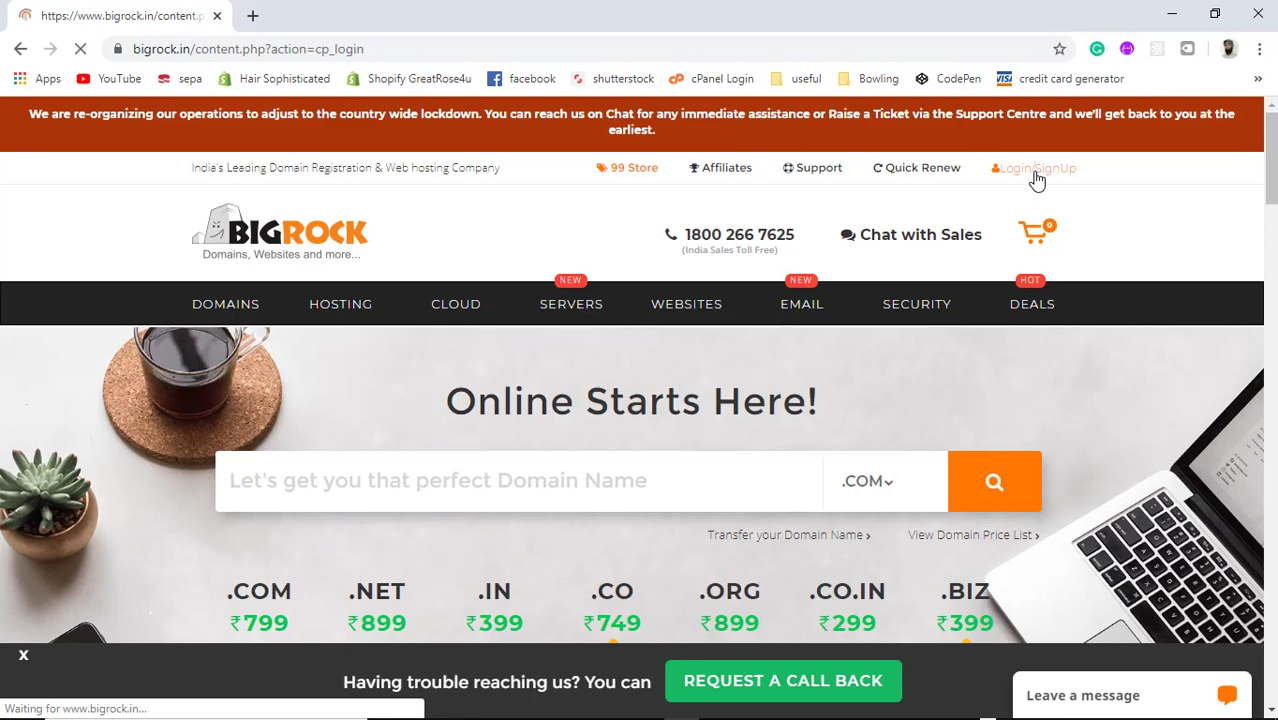 https://www.bigrock.in/content.p
bigrock.in/content.php?action=cp_login
Apps YouTube sepa Hair Sophisticated Shopify GreatRose4u facebook shutterstock cPanel Login useful Bowling CodePen credit card generator »
We are re-organizing our operations to adjust to the country wide lockdown. You can reach us on Chat for any immediate assistance or Raise a Ticket via the Support Centre and we'll get back to you at the
earliest.
India's Leading Domain Registration & Web hosting Company 99 Store Affiliates Support Quick Renew Login/SignUp
BIGROCK
Domains, Websites and more...
1800 266 7625
(India Sales Toll Free)
Chat with Sales
0
NEW NEW HOT
DOMAINS HOSTING CLOUD SERVERS WEBSITES EMAIL SECURITY DEALS
Online Starts Here!
Let's get you that perfect Domain Name .COM
Transfer your Domain Name › View Domain Price List ›
.COM .NET .IN .CO .ORG .CO.IN .BIZ
₹799 ₹899 ₹399 ₹749 ₹899 ₹299 ₹399
X
Having trouble reaching us? You can REQUEST A CALL BACK
Leave a message
Waiting for www.bigrock.in...